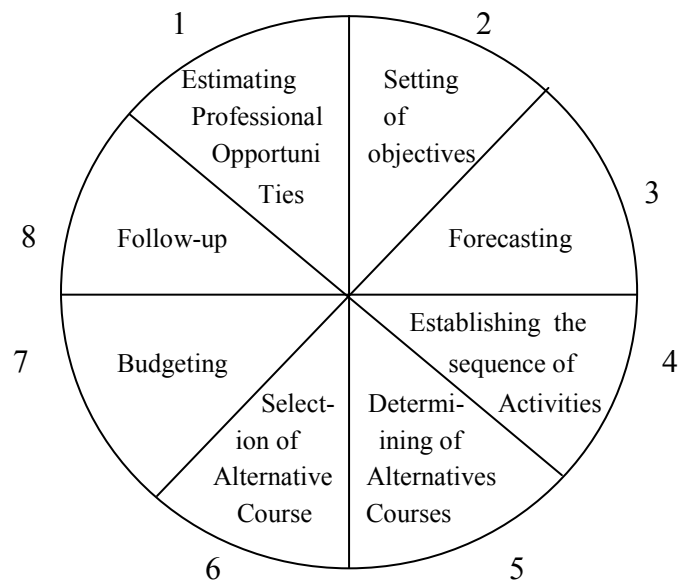 1
Estimating
Professional
Opportuni
Ties
2
Setting
of
objectives
3
Forecasting
4
Establishing the
sequence of
Activities
5
Determi-
ining of
Alternatives
Courses
6
Select-
ion of
Alternative
Course
7
Budgeting
8
Follow-up